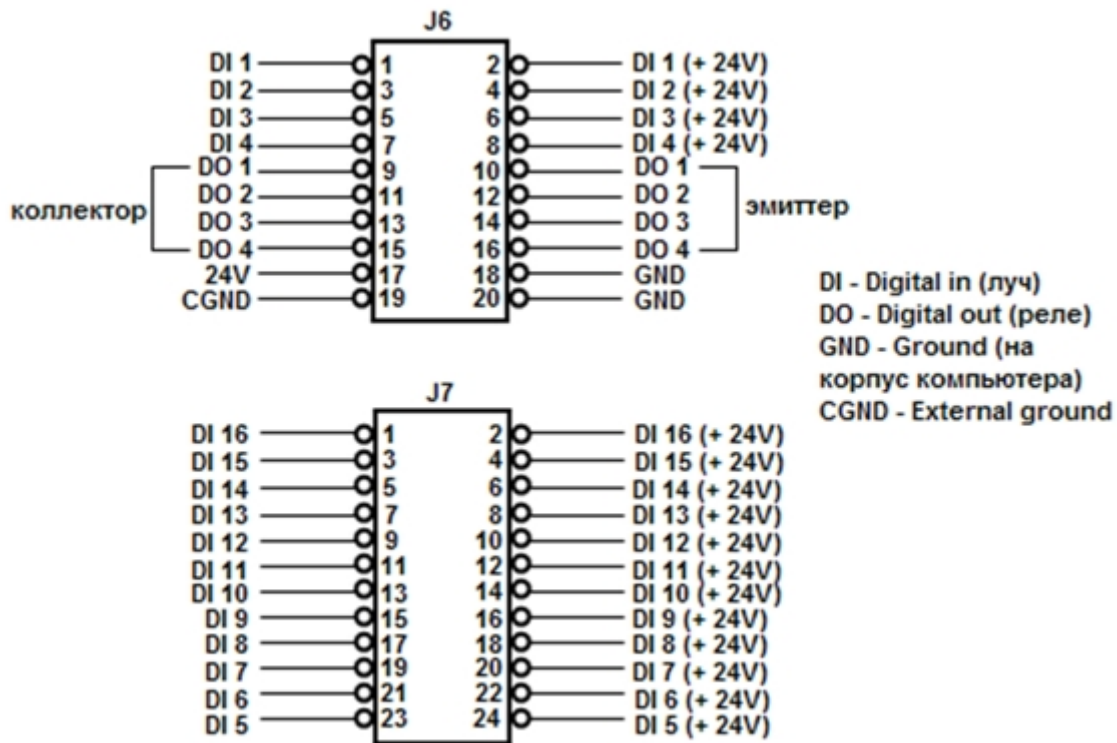 J6
DI 1 1 2 DI 1 (+ 24V)
DI 2 3 4 DI 2 (+ 24V)
DI 3 5 6 DI 3 (+ 24V)
DI 4 7 8 DI 4 (+ 24V)
DO 1 9 10 DO 1
DO 2 11 12 DO 2
коллектор эмиттер
DO 3 13 14 DO 3
DO 4 15 16 DO 4
24V 17 18 GND
CGND 19 20 GND
DI - Digital in (луч)
DO - Digital out (реле)
GND - Ground (на
корпус компьютера)
CGND - External ground
J7
DI 16 1 2 DI 16 (+ 24V)
DI 15 3 4 DI 15 (+ 24V)
DI 14 5 6 DI 14 (+ 24V)
DI 13 7 8 DI 13 (+ 24V)
DI 12 9 10 DI 12 (+ 24V)
DI 11 11 12 DI 11 (+ 24V)
DI 10 13 14 DI 10 (+ 24V)
DI 9 15 16 DI 9 (+ 24V)
DI 8 17 18 DI 8 (+ 24V)
DI 7 19 20 DI 7 (+ 24V)
DI 6 21 22 DI 6 (+ 24V)
DI 5 23 24 DI 5 (+ 24V)